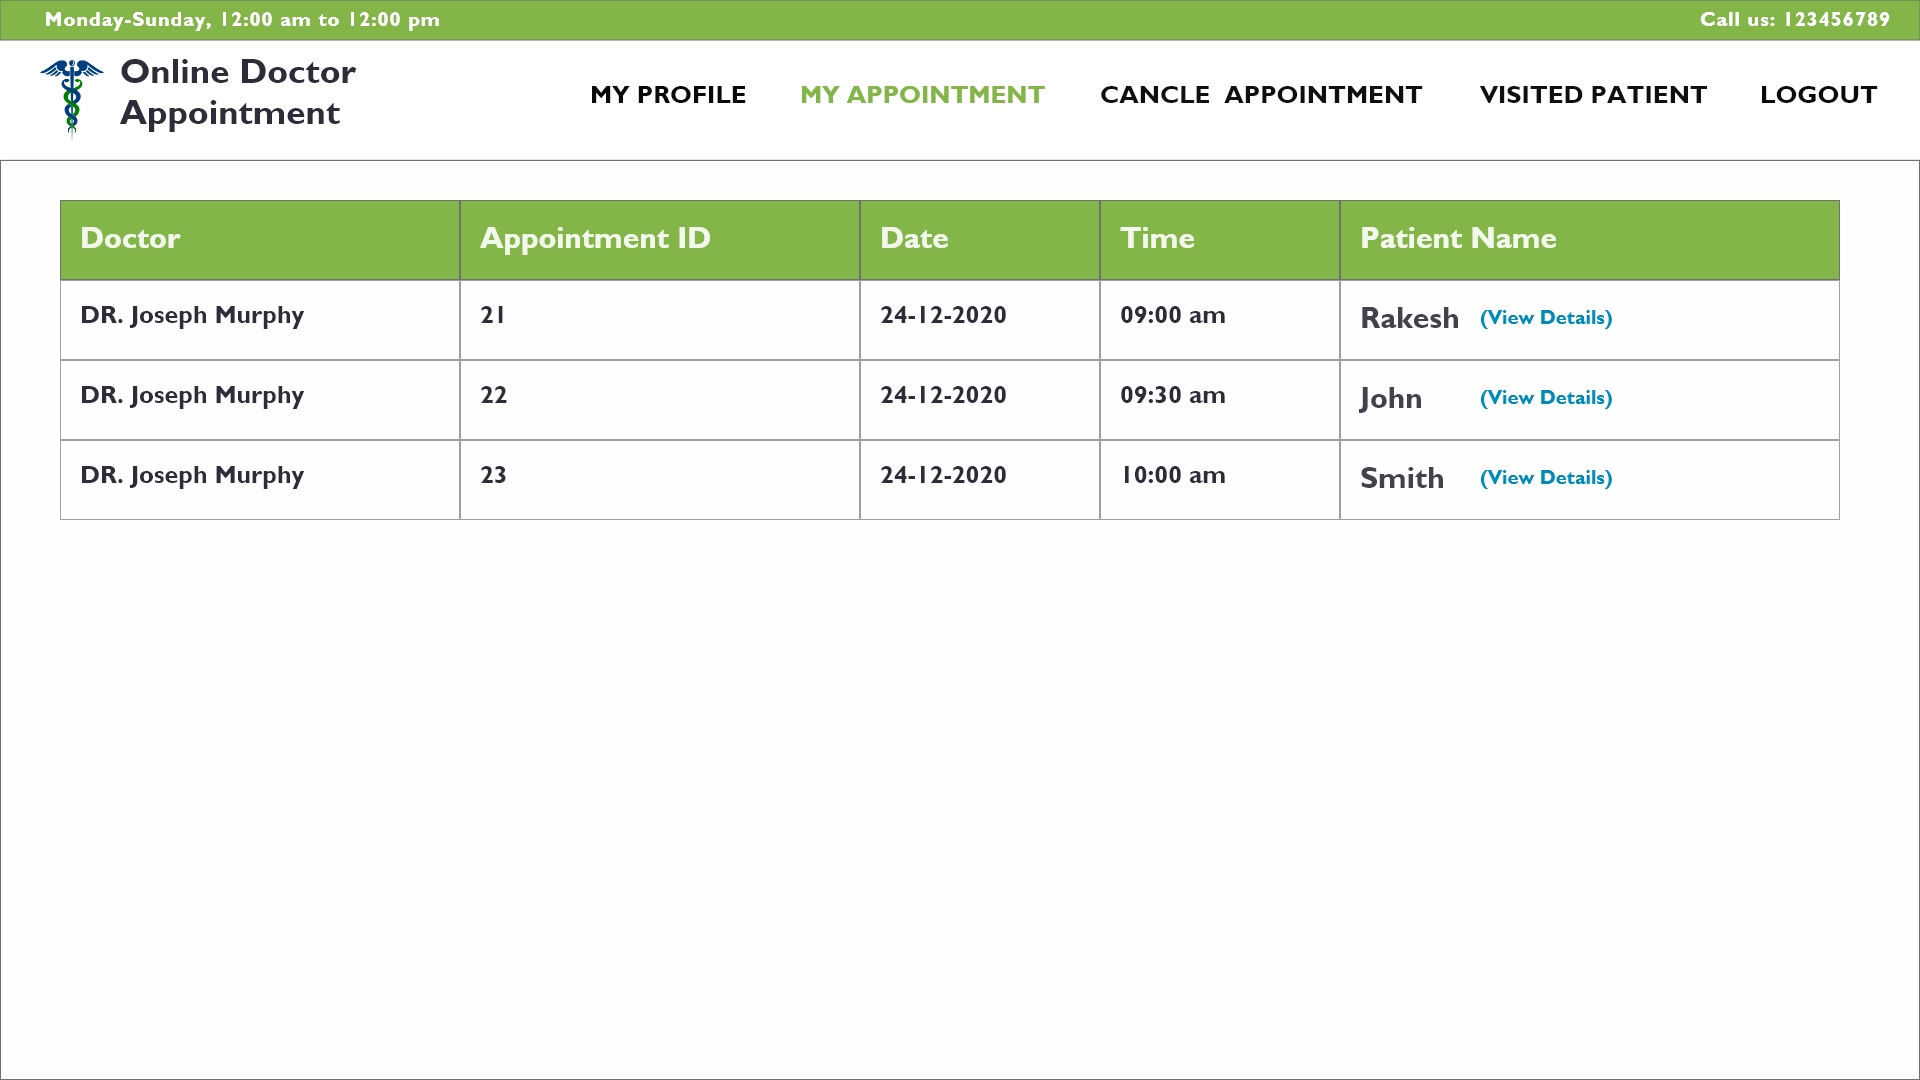 Monday-Sunday, 12:00 am to 12:00 pm
Call us: 123456789
Online Doctor
Appointment
MY PROFILE
MY APPOINTMENT
CANCLE APPOINTMENT
VISITED PATIENT
LOGOUT
Doctor Appointment ID Date Time Patient Name
DR. Joseph Murphy 21 24-12-2020 09:00 am Rakesh (View Details)
DR. Joseph Murphy 22 24-12-2020 09:30 am John (View Details)
DR. Joseph Murphy 23 24-12-2020 10:00 am Smith (View Details)